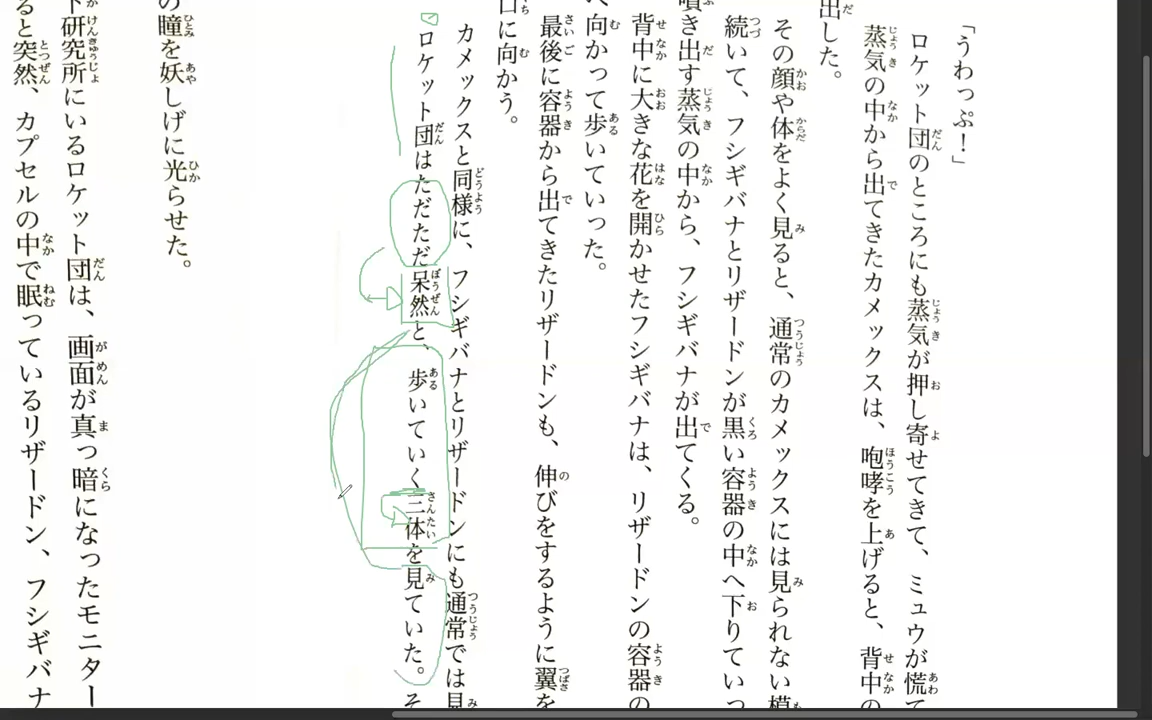 「うわっぷ！」
ロケット団のところにも蒸気が押し寄せてきて、ミュウが慌て
蒸気の中から出てきたカメックスは、咆哮を上げると、背中の
出した。
その顔や体をよく見ると、通常のカメックスには見られない模
続いて、フシギバナとリザードンが黒い容器の中へ下りていっ
噴き出す蒸気の中から、フシギバナが出てくる。
背中に大きな花を開かせたフシギバナは、リザードンの容器の
へ向かって歩いていった。
最後に容器から出てきたリザードンも、伸びをするように翼を
口に向かう。
カメックスと同様に、フシギバナとリザードンにも通常では見
ロケット団はただただ呆然と、歩いていく三体を見ていた。そ
の瞳を妖しげに光らせた。
研究所にいるロケット団は、画面が真っ暗になったモニター
ると突然、カプセルの中で眠っているリザードン、フシギバナ